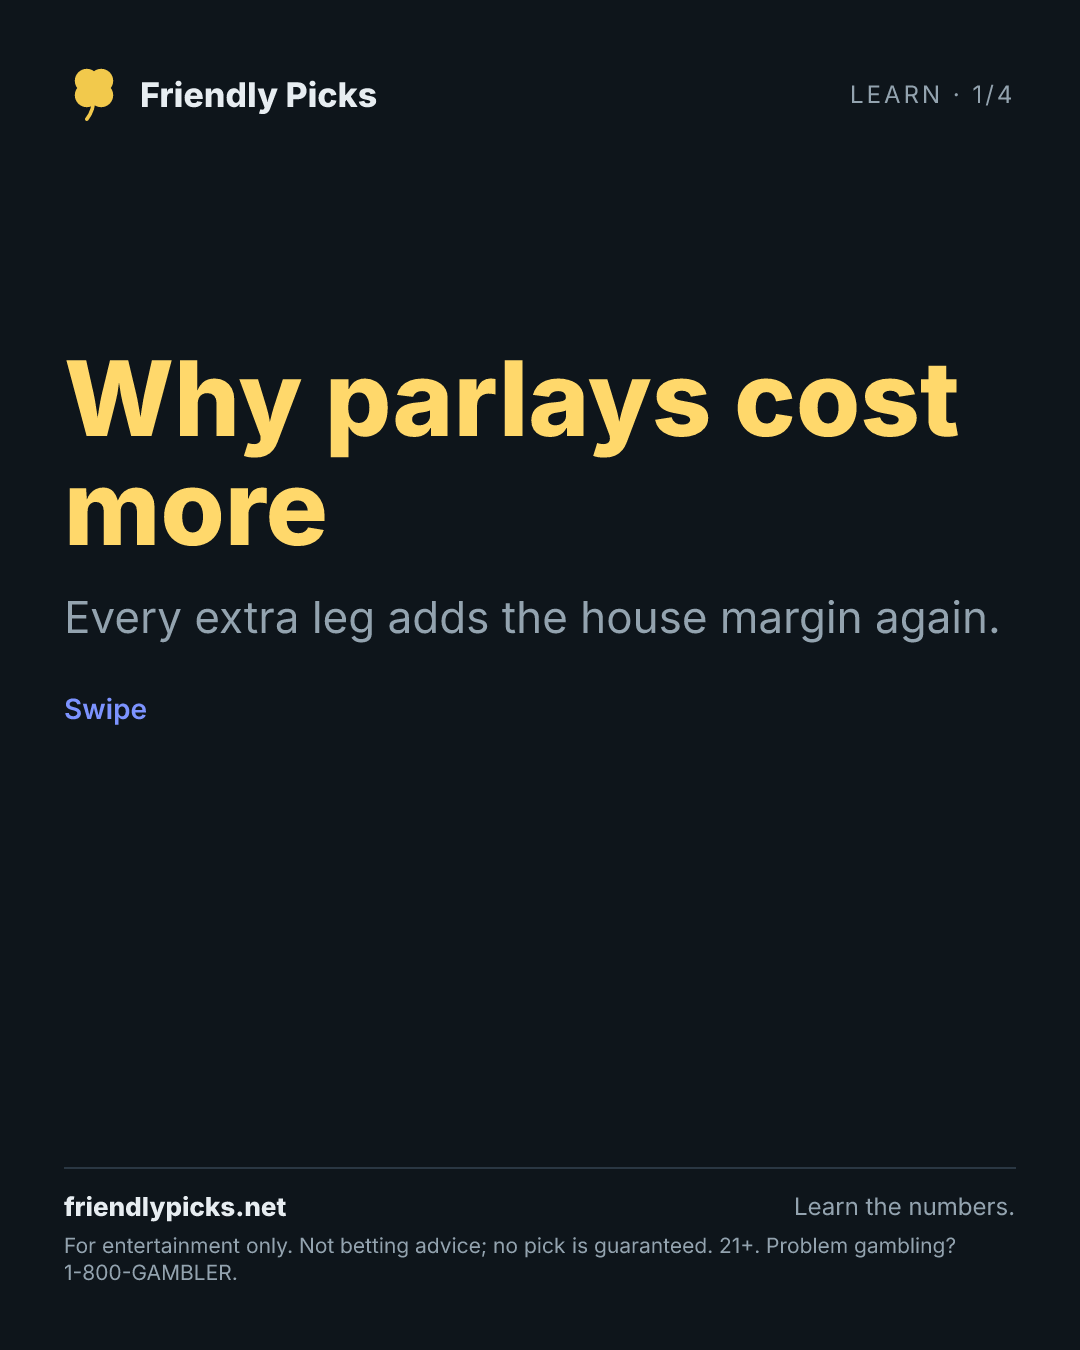 Friendly Picks
LEARN · 1/4
Why parlays cost
more
Every extra leg adds the house margin again.
Swipe
friendlypicks.net
Learn the numbers.
For entertainment only. Not betting advice; no pick is guaranteed. 21+. Problem gambling?
1-800-GAMBLER.